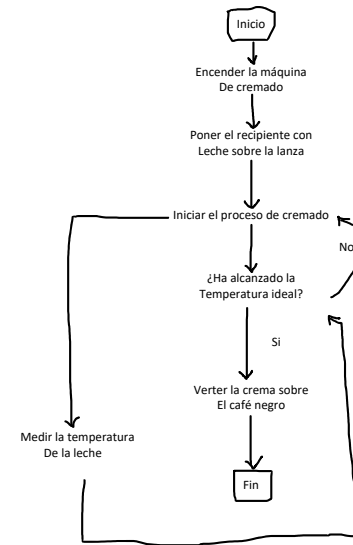 Inicio
Encender la máquina
De cremado
Poner el recipiente con
Leche sobre la lanza
Iniciar el proceso de cremado
No
¿Ha alcanzado la
Temperatura ideal?
Si
Verter la crema sobre
El café negro
Medir la temperatura
De la leche
Fin